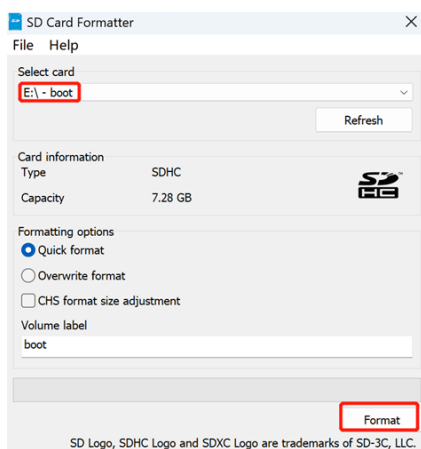 SD Card Formatter
File Help
Select card
E:\ - boot
Refresh
Card information
Type SDHC
Capacity 7.28 GB
SD HC
Formatting options
Quick format
Overwrite format
CHS format size adjustment
Volume label
boot
Format
SD Logo, SDHC Logo and SDXC Logo are trademarks of SD-3C, LLC.